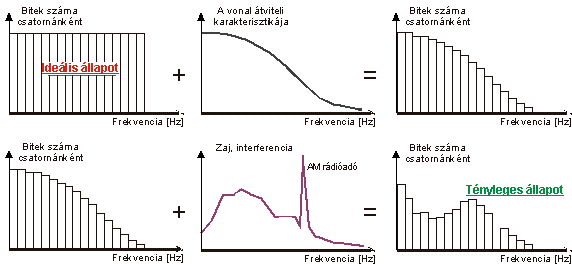 Bitek száma
csatornánként
Ideális állapot
Frekvencia [Hz]
+
A vonal átviteli
karakterisztikája
Frekvencia [Hz]
=
Bitek száma
csatornánként
Frekvencia [Hz]
Bitek száma
csatornánként
Frekvencia [Hz]
+
Zaj, interferencia
AM rádióadó
Frekvencia [Hz]
=
Bitek száma
csatornánként
Tényleges állapot
Frekvencia [Hz]